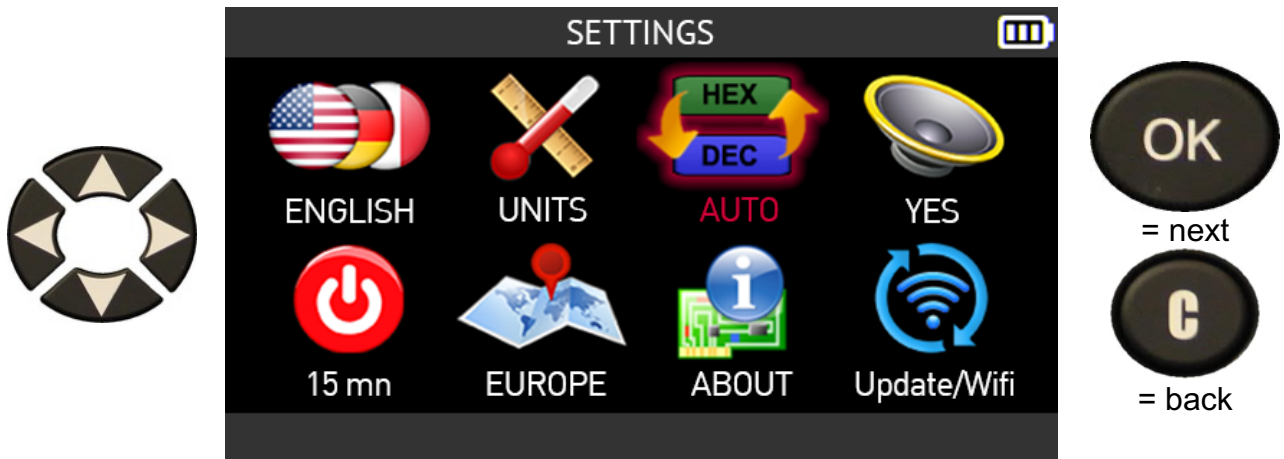 SETTINGS
HEX
DEC
ENGLISH
UNITS
AUTO
YES
15 mn
EUROPE
ABOUT
Update/Wifi
OK
= next
C
= back